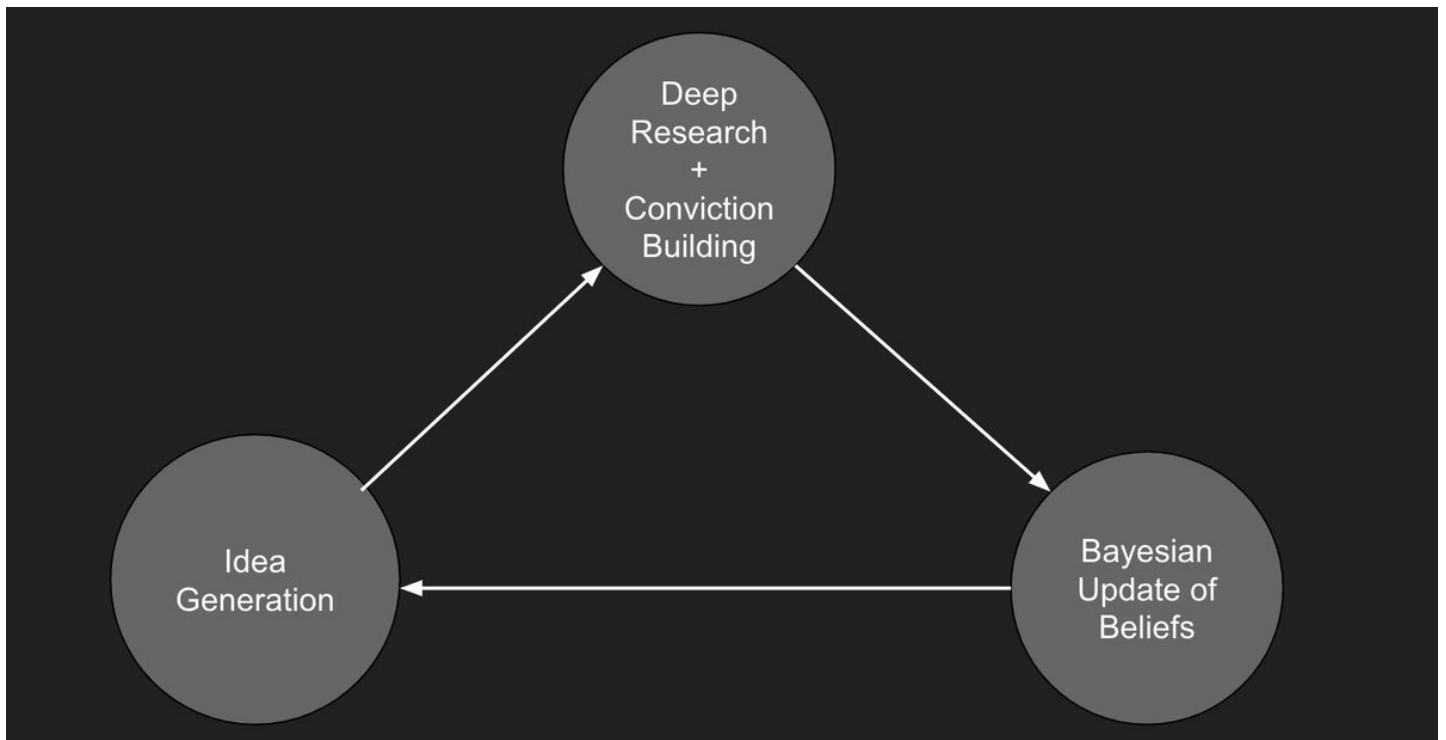 Deep
Research
+
Conviction
Building
Idea
Generation
Bayesian
Update of
Beliefs